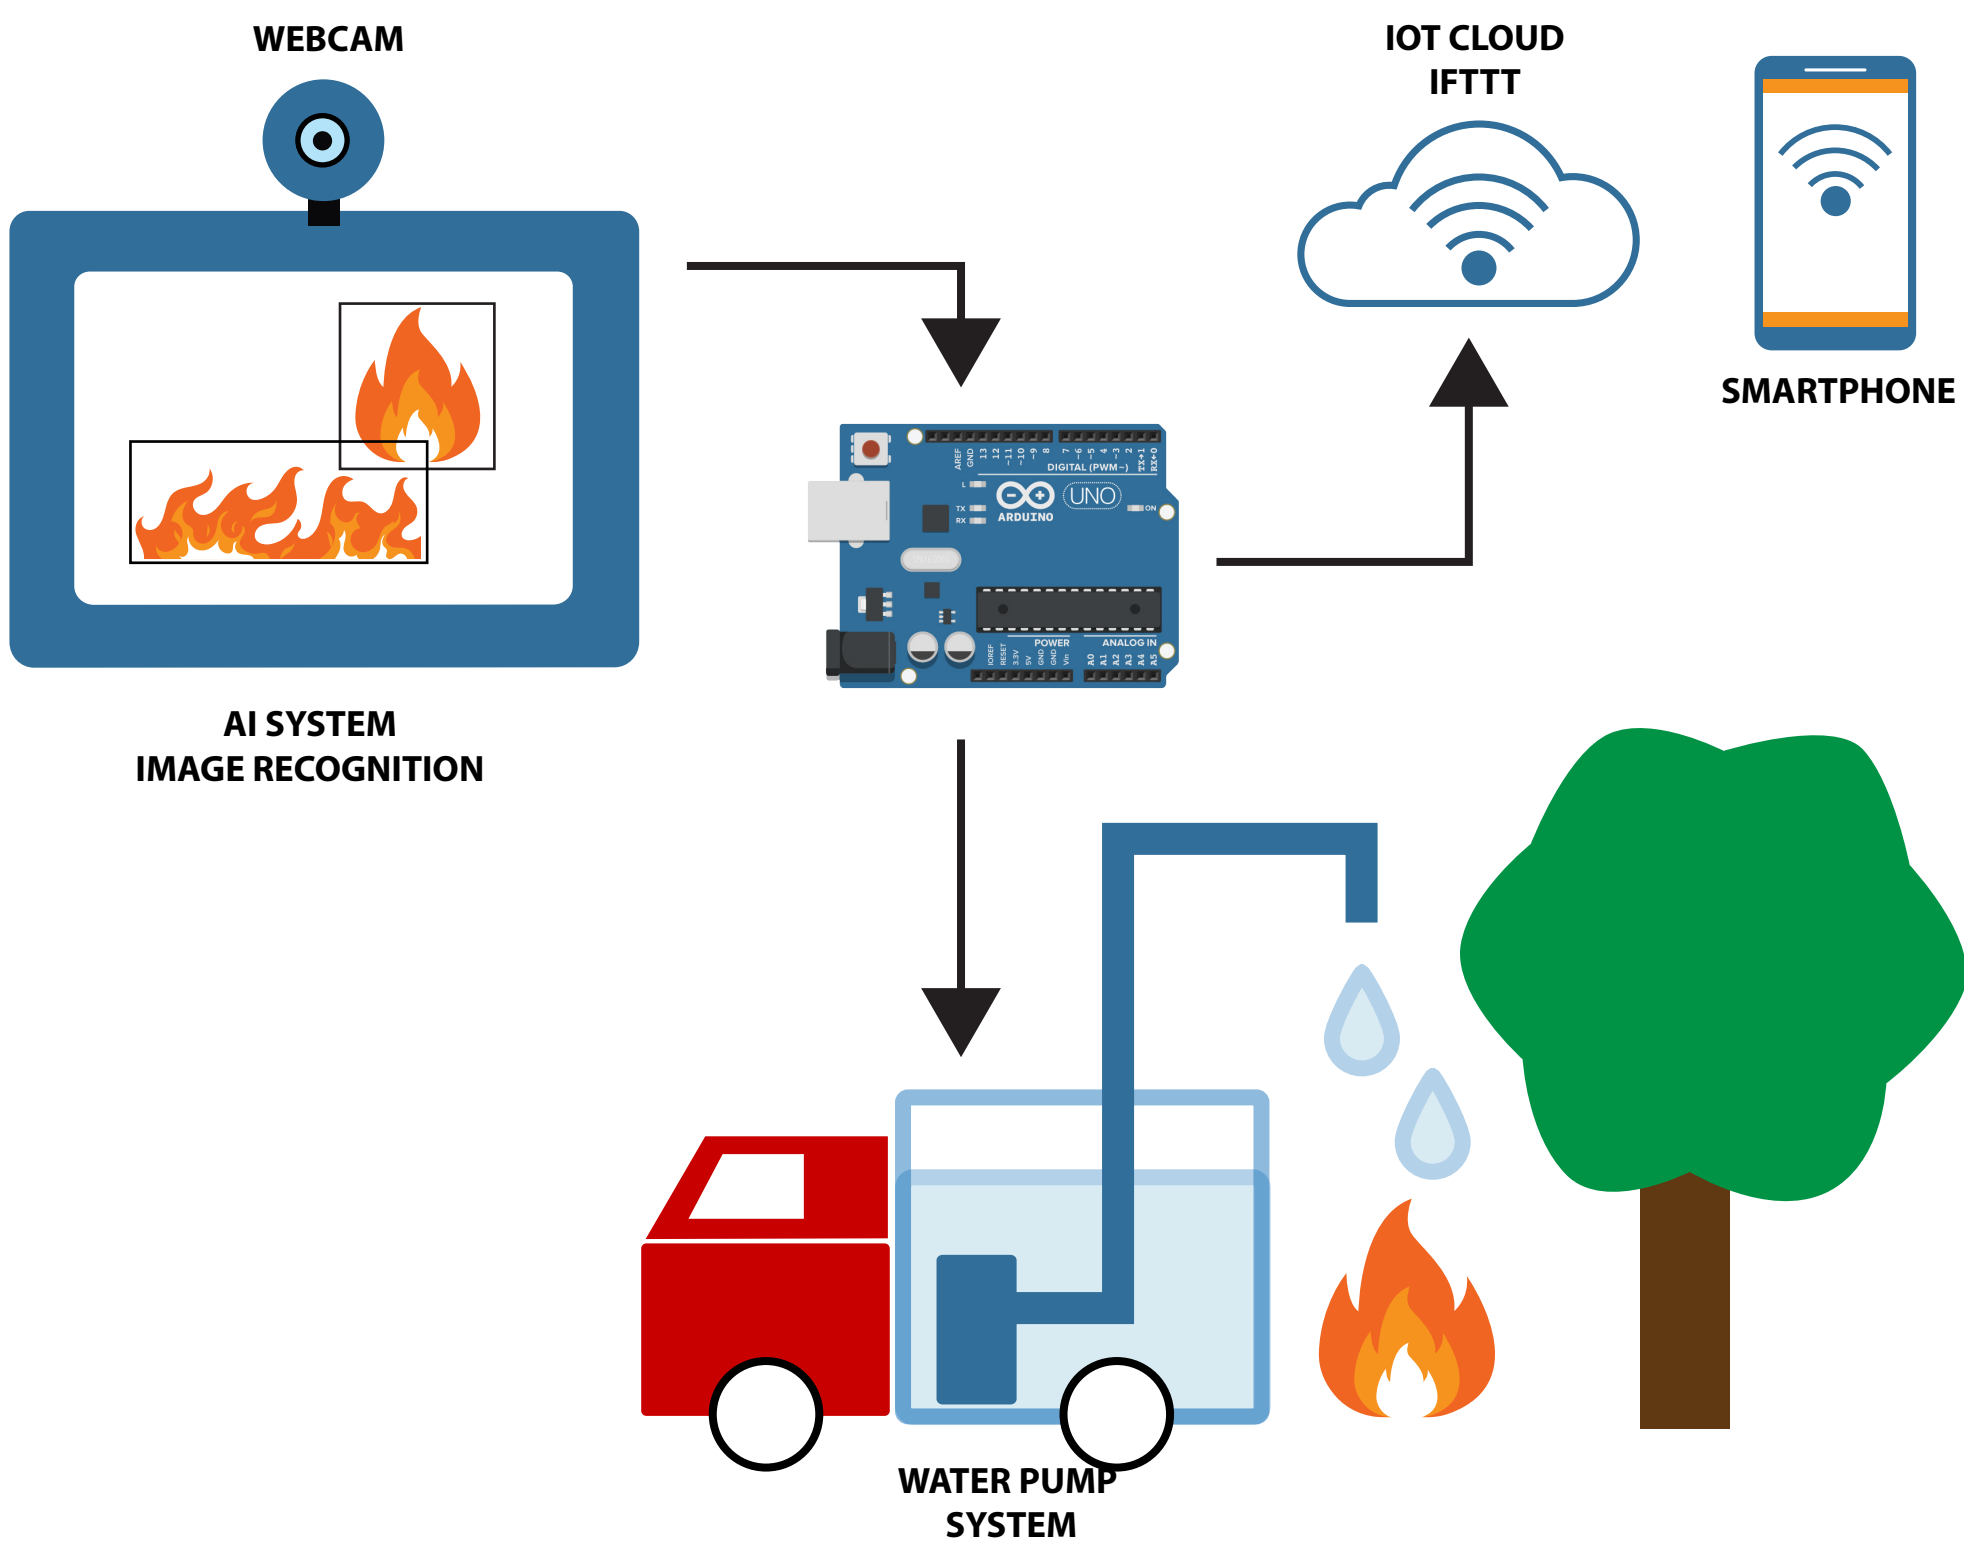 WEBCAM
IOT CLOUD
IFTTT
SMARTPHONE
AREF
GND
13
12
~11
~10
~9
8
7
~6
~5
4
~3
2
TX→1
RX←0
DIGITAL (PWM~)
L
TX
RX
ARDUINO
UNO
ON
POWER
ANALOG IN
IOREF
RESET
3.3V
5V
GND
GND
Vin
A0
A1
A2
A3
A4
A5
AI SYSTEM
IMAGE RECOGNITION
WATER PUMP
SYSTEM